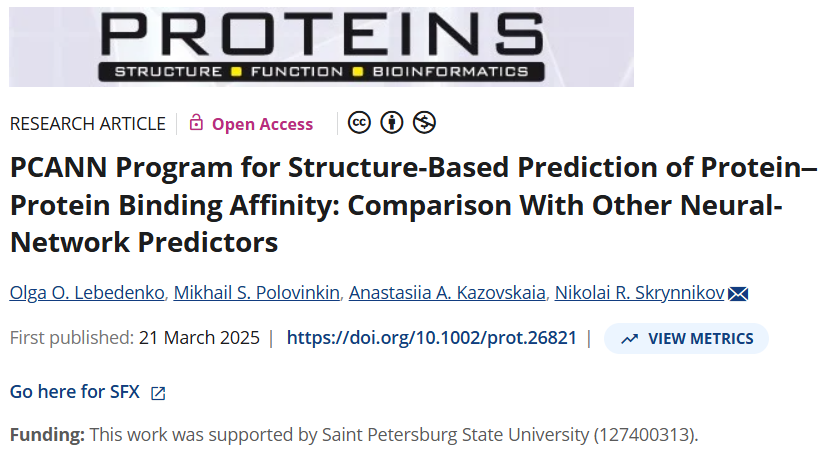 PROTEINS
STRUCTURE FUNCTION BIOINFORMATICS
RESEARCH ARTICLE Open Access cc
PCANN Program for Structure-Based Prediction of Protein–
Protein Binding Affinity: Comparison With Other Neural-
Network Predictors
Olga O. Lebedenko, Mikhail S. Polovinkin, Anastasiia A. Kazovskaia, Nikolai R. Skrynnikov
First published: 21 March 2025 | https://doi.org/10.1002/prot.26821 | VIEW METRICS
Go here for SFX
Funding: This work was supported by Saint Petersburg State University (127400313).